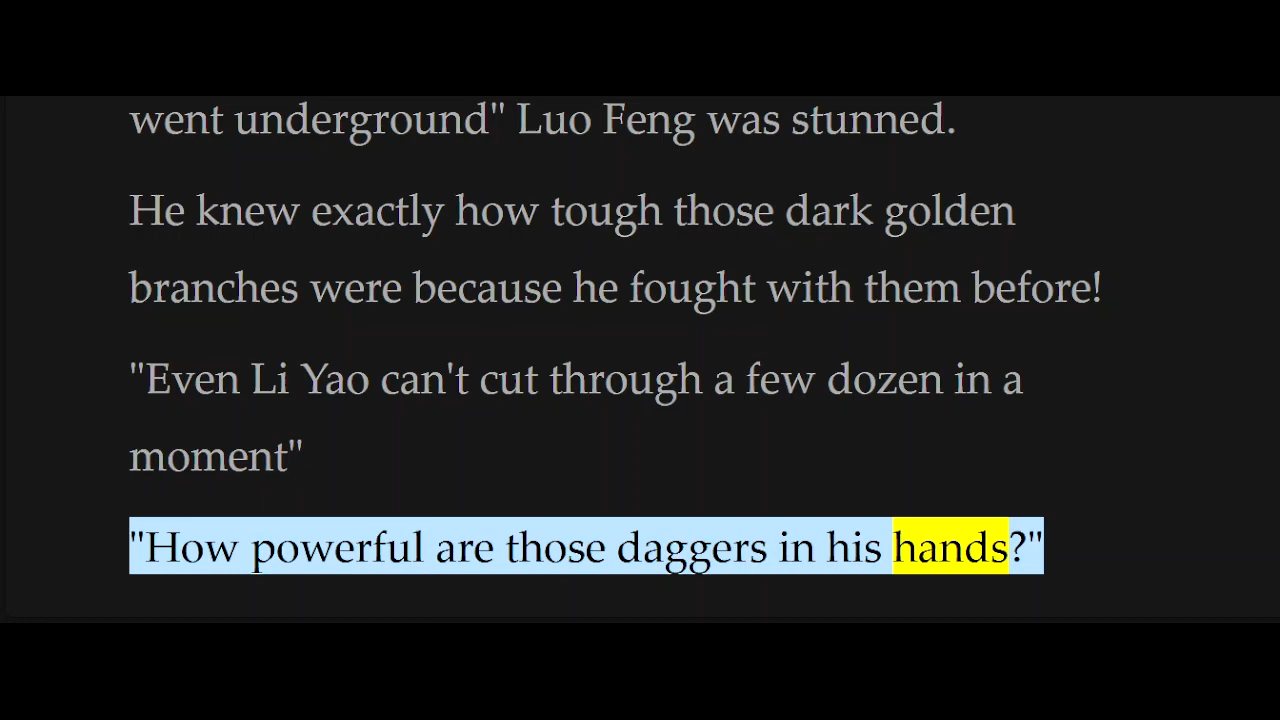 went underground" Luo Feng was stunned.
He knew exactly how tough those dark golden
branches were because he fought with them before!
"Even Li Yao can't cut through a few dozen in a
moment"
"How powerful are those daggers in his hands?"